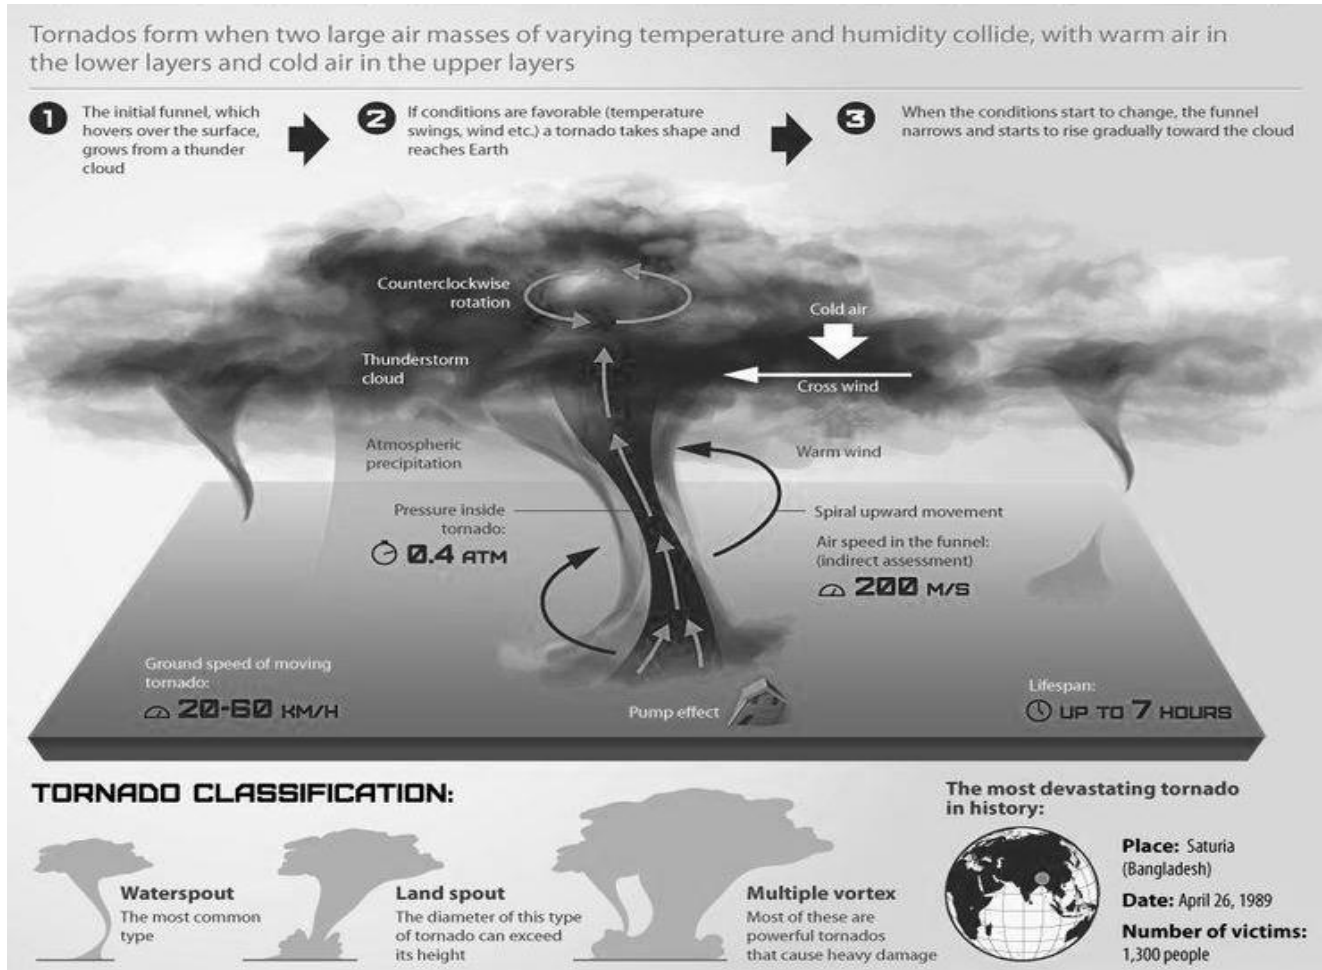 Tornados form when two large air masses of varying temperature and humidity collide, with warm air in
the lower layers and cold air in the upper layers
1
The initial funnel, which
hovers over the surface,
grows from a thunder
cloud
2
If conditions are favorable (temperature
swings, wind etc.) a tornado takes shape and
reaches Earth
3
When the conditions start to change, the funnel
narrows and starts to rise gradually toward the cloud
Counterclockwise
rotation
Cold air
Thunderstorm
cloud
Cross wind
Atmospheric
precipitation
Warm wind
Pressure inside
tornado:
0.4 ATM
Spiral upward movement
Air speed in the funnel:
(indirect assessment)
200 M/S
Ground speed of moving
tornado:
20-60 KM/H
Pump effect
Lifespan:
UP TO 7 HOURS
TORNADO CLASSIFICATION:
Waterspout
The most common
type
Land spout
The diameter of this type
of tornado can exceed
its height
Multiple vortex
Most of these are
powerful tornados
that cause heavy damage
The most devastating tornado
in history:
Place: Saturia
(Bangladesh)
Date: April 26, 1989
Number of victims:
1,300 people